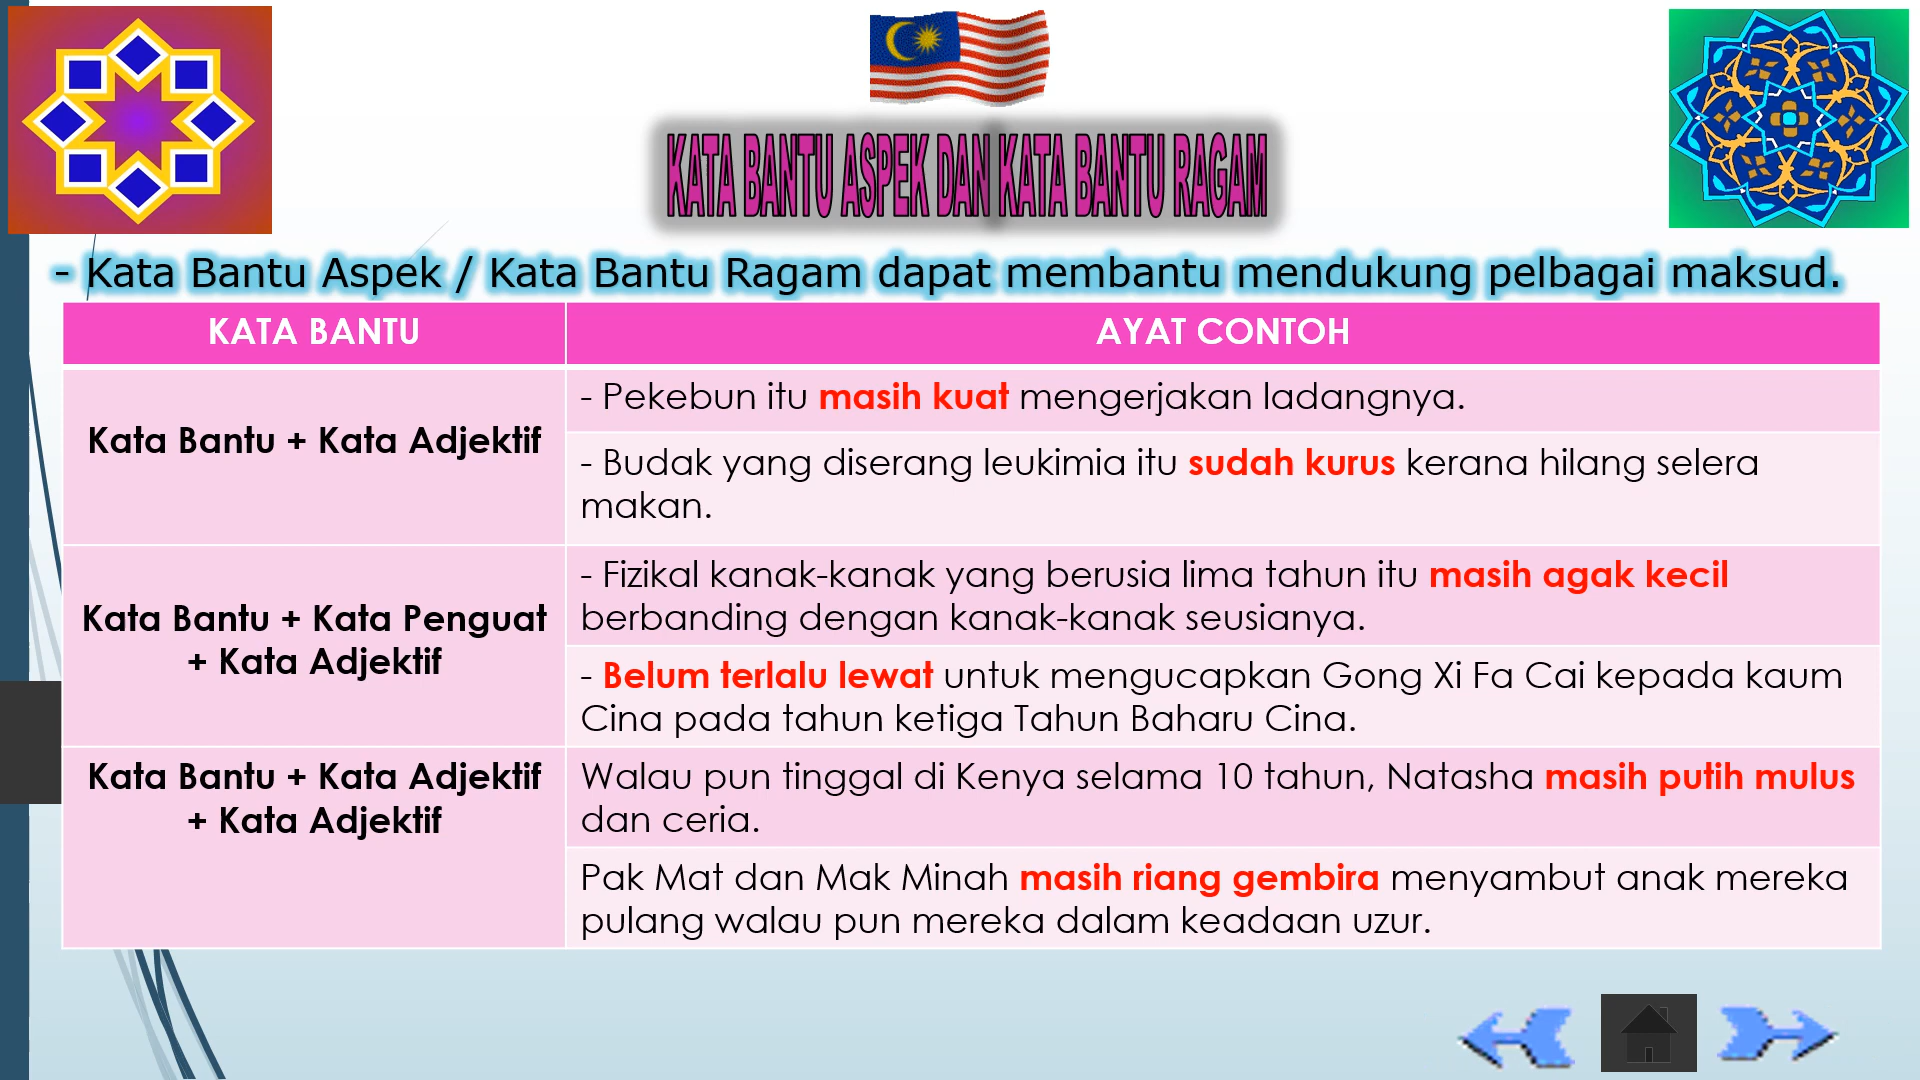 KATA BANTU ASPEK DAN KATA BANTU RAGAM
- Kata Bantu Aspek / Kata Bantu Ragam dapat membantu mendukung pelbagai maksud.
KATA BANTU
AYAT CONTOH
Kata Bantu + Kata Adjektif
- Pekebun itu masih kuat mengerjakan ladangnya.
- Budak yang diserang leukimia itu sudah kurus kerana hilang selera
makan.
Kata Bantu + Kata Penguat
+ Kata Adjektif
- Fizikal kanak-kanak yang berusia lima tahun itu masih agak kecil
berbanding dengan kanak-kanak seusianya.
- Belum terlalu lewat untuk mengucapkan Gong Xi Fa Cai kepada kaum
Cina pada tahun ketiga Tahun Baharu Cina.
Kata Bantu + Kata Adjektif
+ Kata Adjektif
Walau pun tinggal di Kenya selama 10 tahun, Natasha masih putih mulus
dan ceria.
Pak Mat dan Mak Minah masih riang gembira menyambut anak mereka
pulang walau pun mereka dalam keadaan uzur.